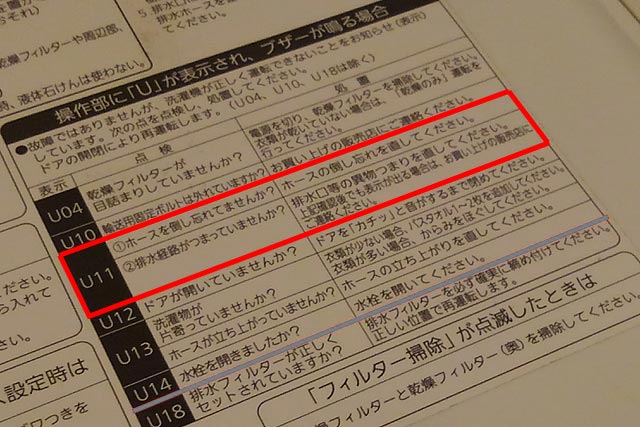 乾燥フィルターや周辺部、
時、液体石けんは使わない。
てください。
操作部に「U」が表示され、ブザーが鳴る場合
●故障ではありませんが、洗濯機が正しく運転できないことをお知らせ(表示)
しています。次の点を点検し、処置してください。
ドアの開閉により再運転します。(U04、U10、U18は除く)
表示 点検 処置
U04 乾燥フィルターが
目詰まりしていませんか?
電源を切り、乾燥フィルターを掃除してください。
衣類が乾いていない場合は、「乾燥のみ」運転を
行ってください。
U10 輸送用固定ボルトは外れていますか? お買い上げの販売店にご連絡ください。
U11 ①ホースを倒し忘れてませんか? ホースの倒し忘れを直してください。
②排水経路がつまっていませんか?
排水口等の異物つまりを直してください。
上記確認後でも表示が出る場合は、お買い上げの販売店に
ご連絡ください。
U12 ドアが開いていませんか? ドアを「カチッ」と音がするまで閉めてください。
U13 洗濯物が
片寄っていませんか?
衣類が少ない場合、バスタオル1~2枚を追加してください。
衣類が多い場合、からみをほぐしてください。
ホースが立ち上がっていませんか? ホースの立ち上がりを直してください。
U14 水栓を開きましたか? 水栓を開いてください。
U18 排水フィルターが正しく
セットされていますか?
排水フィルターを必ず確実に締め付けてください。
正しい位置で再運転します。
「フィルター掃除」が点滅したときは
フィルターと乾燥フィルター(奥)を掃除してください
ください。
ら入れて
ださい。
設定時は